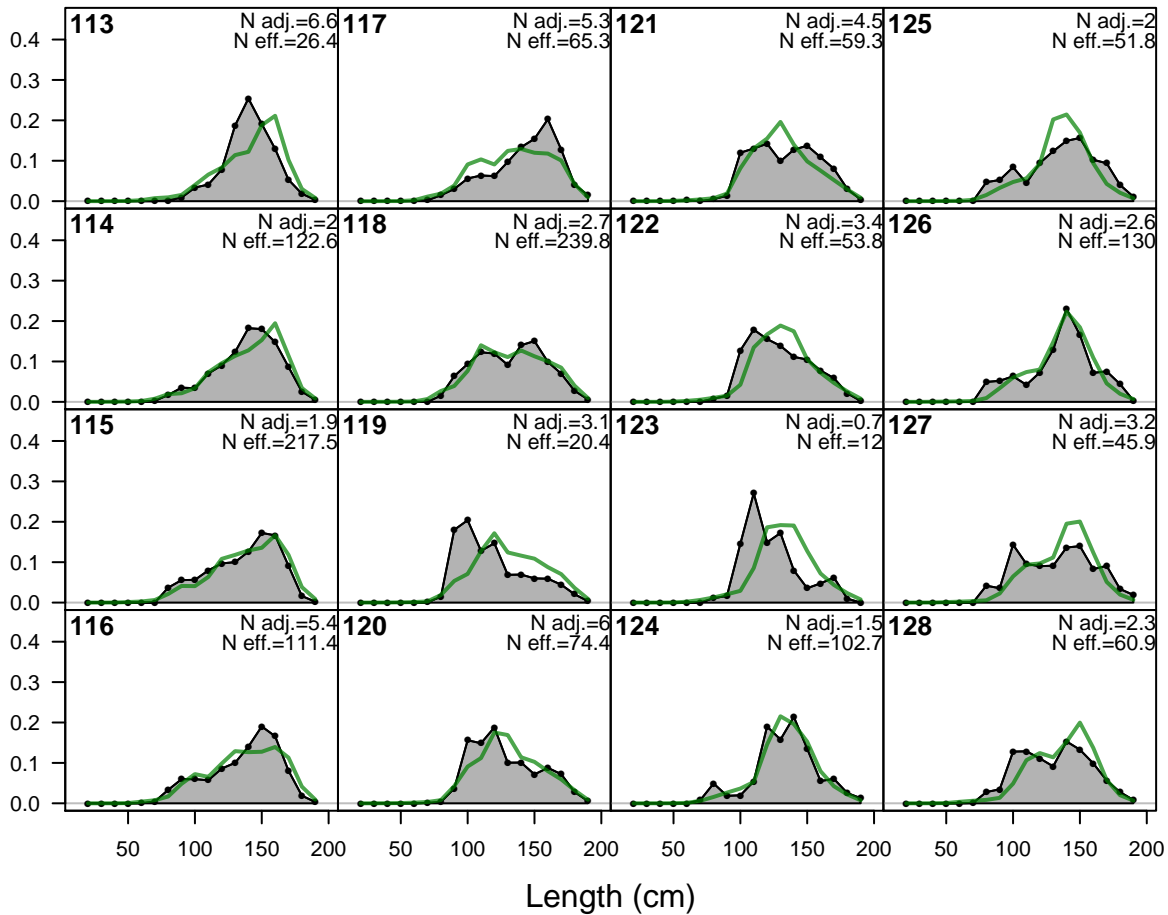 113
N adj.=6.6
N eff.=26.4
117
N adj.=5.3
N eff.=65.3
121
N adj.=4.5
N eff.=59.3
125
N adj.=2
N eff.=51.8
0.4
0.3
0.2
0.1
0.0
114
N adj.=2
N eff.=122.6
118
N adj.=2.7
N eff.=239.8
122
N adj.=3.4
N eff.=53.8
126
N adj.=2.6
N eff.=130
0.4
0.3
0.2
0.1
0.0
115
N adj.=1.9
N eff.=217.5
119
N adj.=3.1
N eff.=20.4
123
N adj.=0.7
N eff.=12
127
N adj.=3.2
N eff.=45.9
0.4
0.3
0.2
0.1
0.0
116
N adj.=5.4
N eff.=111.4
120
N adj.=6
N eff.=74.4
124
N adj.=1.5
N eff.=102.7
128
N adj.=2.3
N eff.=60.9
0.4
0.3
0.2
0.1
0.0
50 100 150 200 50 100 150 200 50 100 150 200 50 100 150 200
Length (cm)